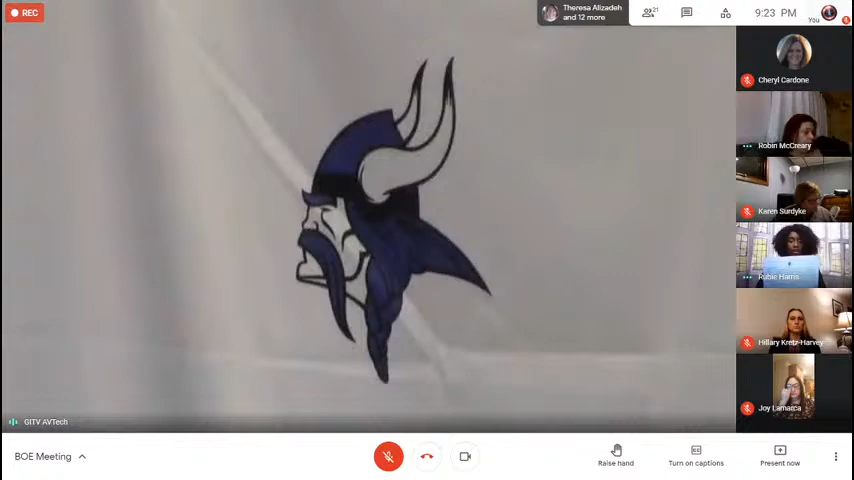 REC
Theresa Alizadeh
and 12 more
21
9:23 PM
You
Cheryl Cardone
Robin McCreary
Karen Surdyke
Rubie Harris
Hillary Kretz-Harvey
Joy Lamarca
GITV AVTech
BOE Meeting
Raise hand
Turn on captions
Present now